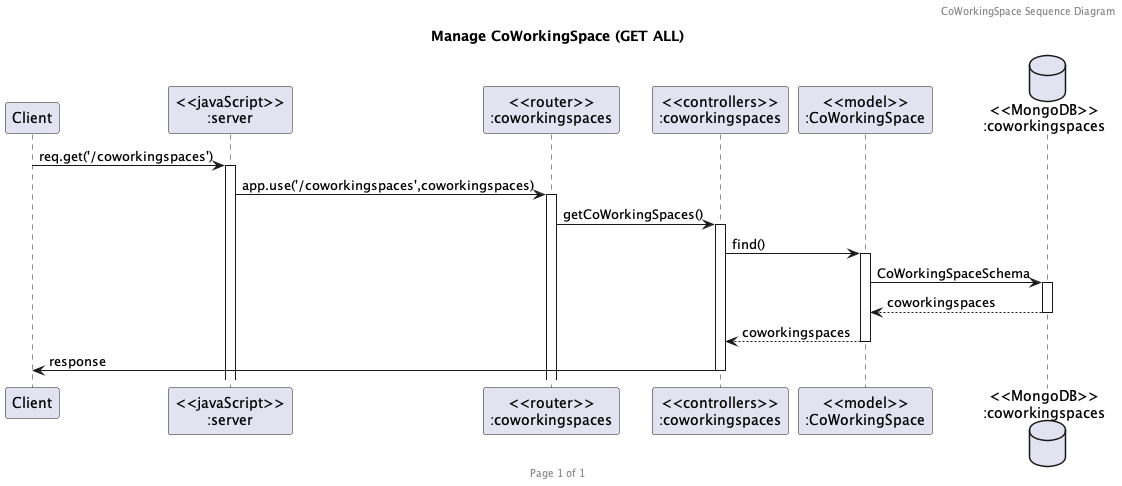 CoWorkingSpace Sequence Diagram
Manage CoWorkingSpace (GET ALL)
Client
<<javaScript>>
:server
<<router>>
:coworkingspaces
<<controllers>>
:coworkingspaces
<<model>>
:CoWorkingSpace
<<MongoDB>>
:coworkingspaces
req.get('/coworkingspaces')
app.use('/coworkingspaces',coworkingspaces)
getCoWorkingSpaces()
find()
CoWorkingSpaceSchema
coworkingspaces
coworkingspaces
response
Client
<<javaScript>>
:server
<<router>>
:coworkingspaces
<<controllers>>
:coworkingspaces
<<model>>
:CoWorkingSpace
<<MongoDB>>
:coworkingspaces
Page 1 of 1